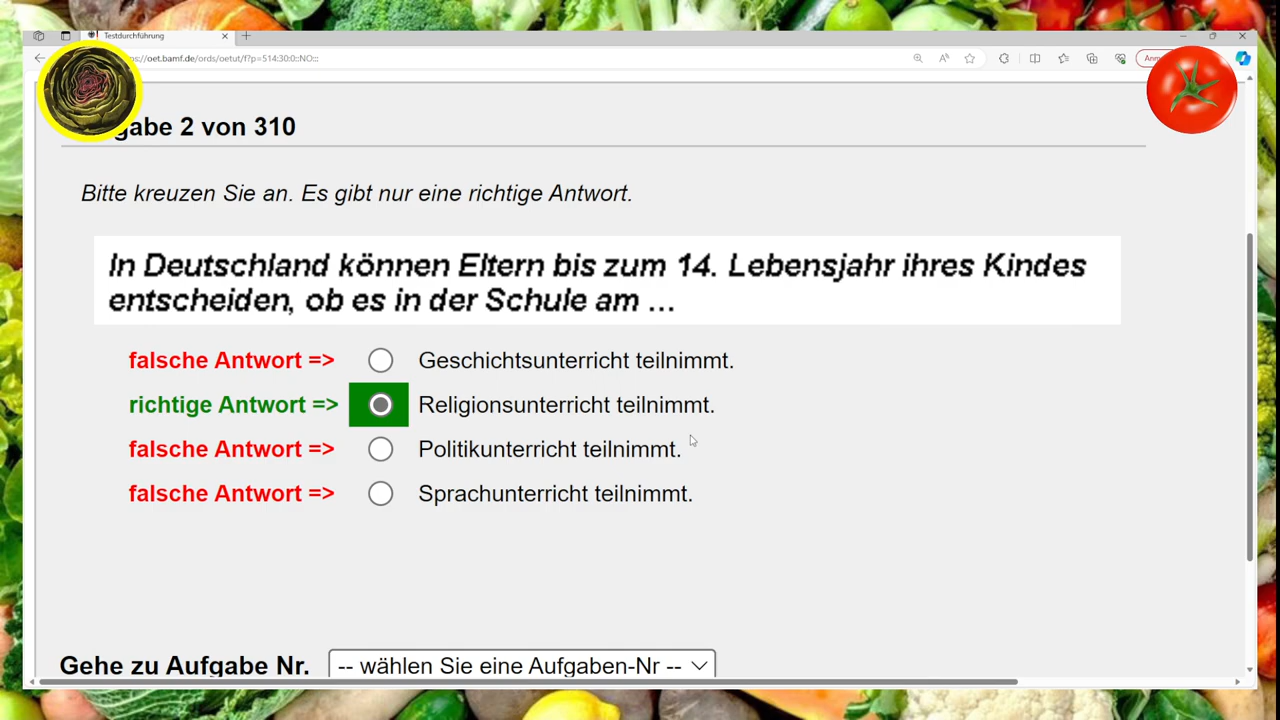 Testdurchführung
oet.bamf.de/ords/oetut/f?p=514:30:0::NO:::
gabe 2 von 310
Bitte kreuzen Sie an. Es gibt nur eine richtige Antwort.
In Deutschland können Eltern bis zum 14. Lebensjahr ihres Kindes
entscheiden, ob es in der Schule am ...
falsche Antwort => Geschichtsunterricht teilnimmt.
richtige Antwort => Religionsunterricht teilnimmt.
falsche Antwort => Politikunterricht teilnimmt.
falsche Antwort => Sprachunterricht teilnimmt.
Gehe zu Aufgabe Nr. -- wählen Sie eine Aufgaben-Nr --